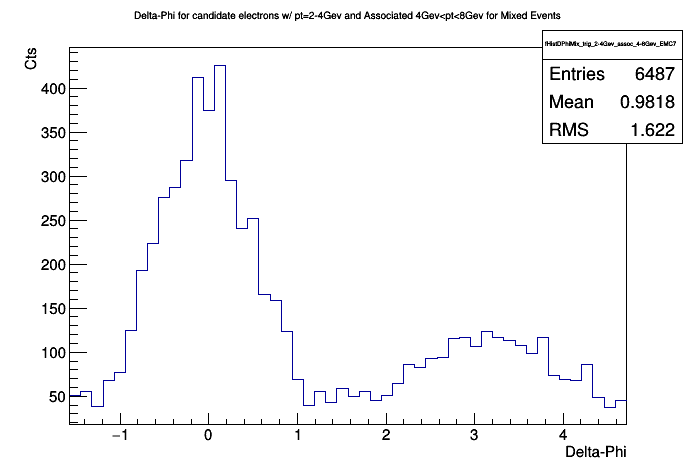 Delta-Phi for candidate electrons w/ pt=2-4Gev and Associated 4Gev<pt<8Gev for Mixed Events
fHistDPhiMix_trig_2-4Gev_assoc_4-8Gev_EMC7
Entries 6487
Mean 0.9818
RMS 1.622
Cts
400
350
300
250
200
150
100
50
−1 0 1 2 3 4
Delta-Phi